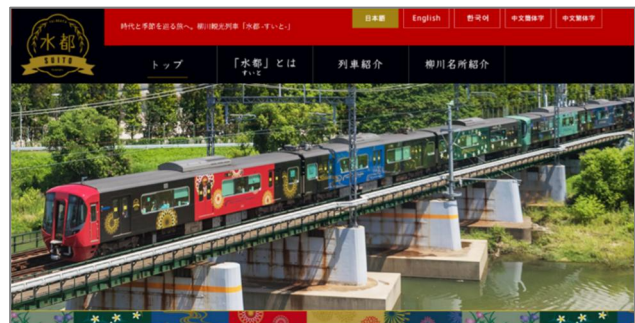 水都
SUITO
時代と季節を巡る旅へ。柳川観光列車「水都 -すいと-」
日本語
English
한국어
中文簡体字
中文繁体字
トップ
「水都」とは
すいと
列車紹介
柳川名所紹介